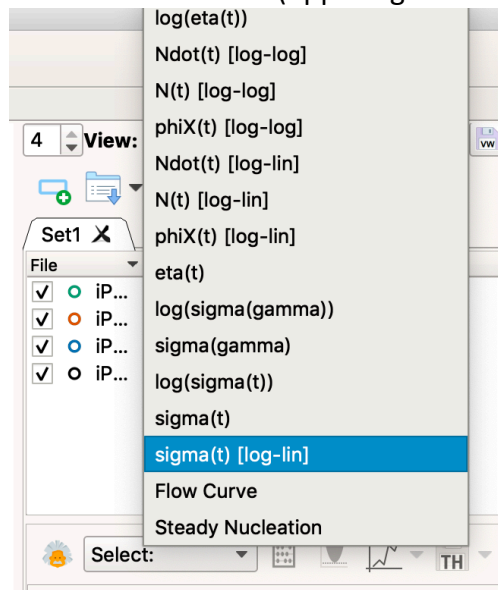 log(eta(t))
Ndot(t) [log-log]
N(t) [log-log]
4 View: phiX(t) [log-log]
VW
Ndot(t) [log-lin]
N(t) [log-lin]
Set1 X phiX(t) [log-lin]
File eta(t)
iP... log(sigma(gamma))
iP... sigma(gamma)
iP... log(sigma(t))
iP... sigma(t)
sigma(t) [log-lin]
Flow Curve
Steady Nucleation
Select: TH